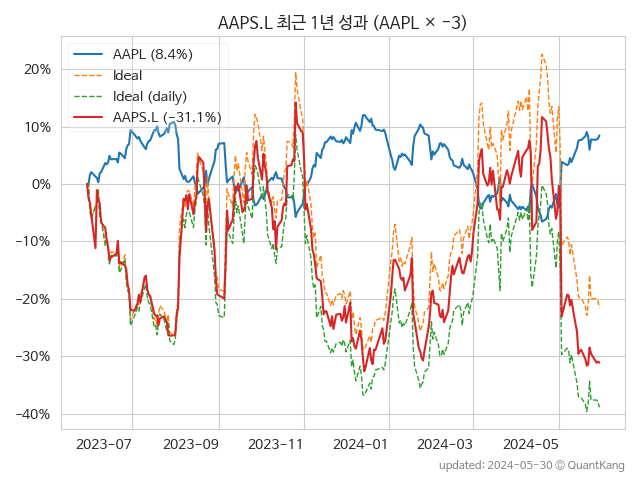 AAPS.L 최근 1년 성과 (AAPL × −3)
AAPL (8.4%)
Ideal
Ideal (daily)
AAPS.L (−31.1%)
20%
10%
0%
−10%
−20%
−30%
−40%
2023-07 2023-09 2023-11 2024-01 2024-03 2024-05
updated: 2024-05-30 © QuantKang